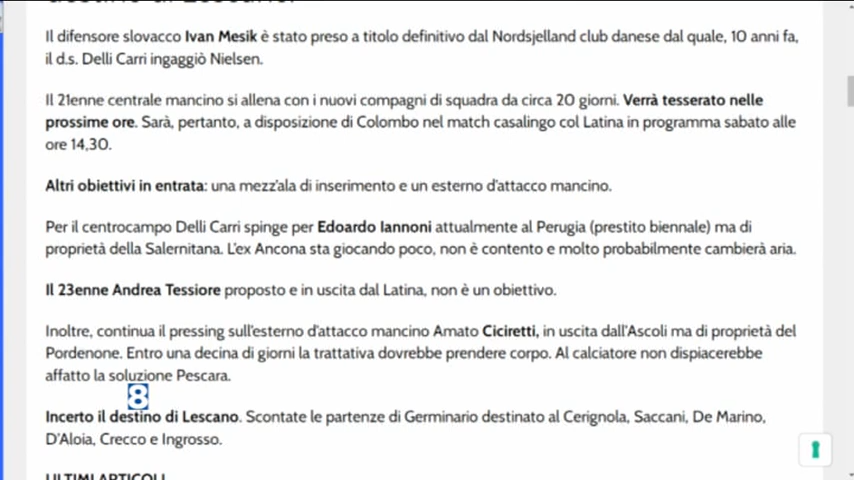 Il difensore slovacco Ivan Mesik è stato preso a titolo definitivo dal Nordsjelland club danese dal quale, 10 anni fa,
il d.s. Delli Carri ingaggiò Nielsen.
Il 21enne centrale mancino si allena con i nuovi compagni di squadra da circa 20 giorni. Verrà tesserato nelle
prossime ore. Sarà, pertanto, a disposizione di Colombo nel match casalingo col Latina in programma sabato alle
ore 14,30.
Altri obiettivi in entrata: una mezz'ala di inserimento e un esterno d'attacco mancino.
Per il centrocampo Delli Carri spinge per Edoardo Iannoni attualmente al Perugia (prestito biennale) ma di
proprietà della Salernitana. L'ex Ancona sta giocando poco, non è contento e molto probabilmente cambierà aria.
Il 23enne Andrea Tessiore proposto e in uscita dal Latina, non è un obiettivo.
Inoltre, continua il pressing sull'esterno d'attacco mancino Amato Ciciretti, in uscita dall'Ascoli ma di proprietà del
Pordenone. Entro una decina di giorni la trattativa dovrebbe prendere corpo. Al calciatore non dispiacerebbe
affatto la soluzione Pescara.
8
Incerto il destino di Lescano. Scontate le partenze di Germinario destinato al Cerignola, Saccani, De Marino,
D'Aloia, Crecco e Ingrosso.
ULTIMI ARTICOLI